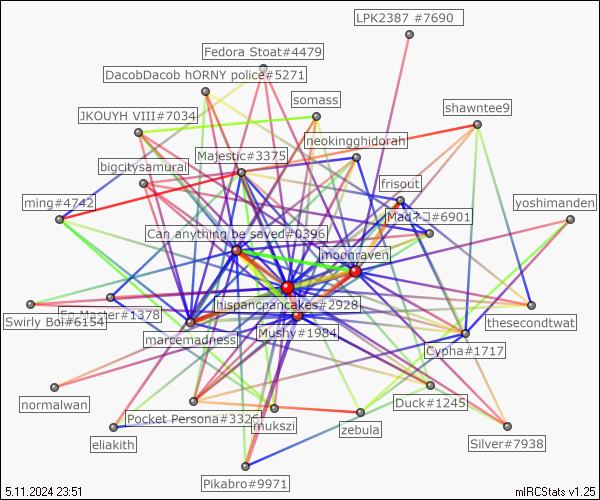 LPK2387 #7690
Fedora Stoat#4479
DacobDacob hORNY police#5271
somass
shawntee9
JKOUYH VIII#7034
neokingghidorah
Majestic#3375
bigcitysamurai
frisout
ming#4742
yoshimanden
Madネコ#6901
Can anything be saved#0396
moonraven
hispancpancakes#2928
Eg Master#1378
Swirly Boi#6154
thesecondtwat
Mushy#1984
marcemadness
Cypha#1717
normalwan
Duck#1245
Pocket Persona#3326
mukszi
zebula
eliakith
Silver#7938
Pikabro#9971
5.11.2024 23:51
mIRCStats v1.25